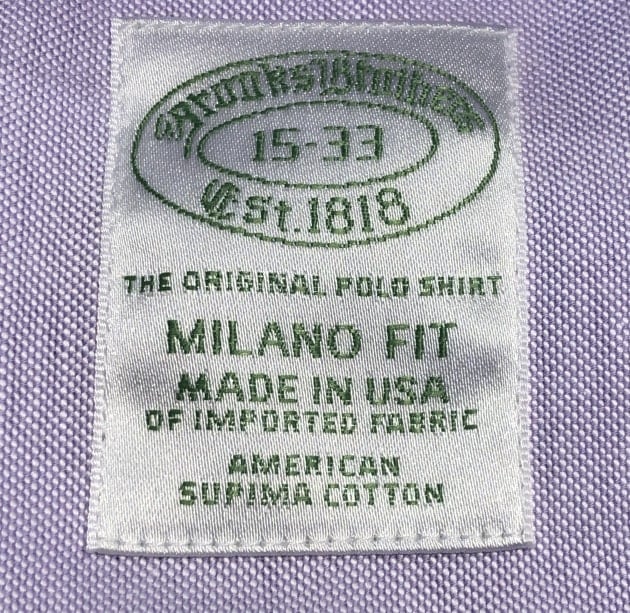 Brooks Brothers
15-33
Est. 1818
THE ORIGINAL POLO SHIRT
MILANO FIT
MADE IN USA
OF IMPORTED FABRIC
AMERICAN
SUPIMA COTTON